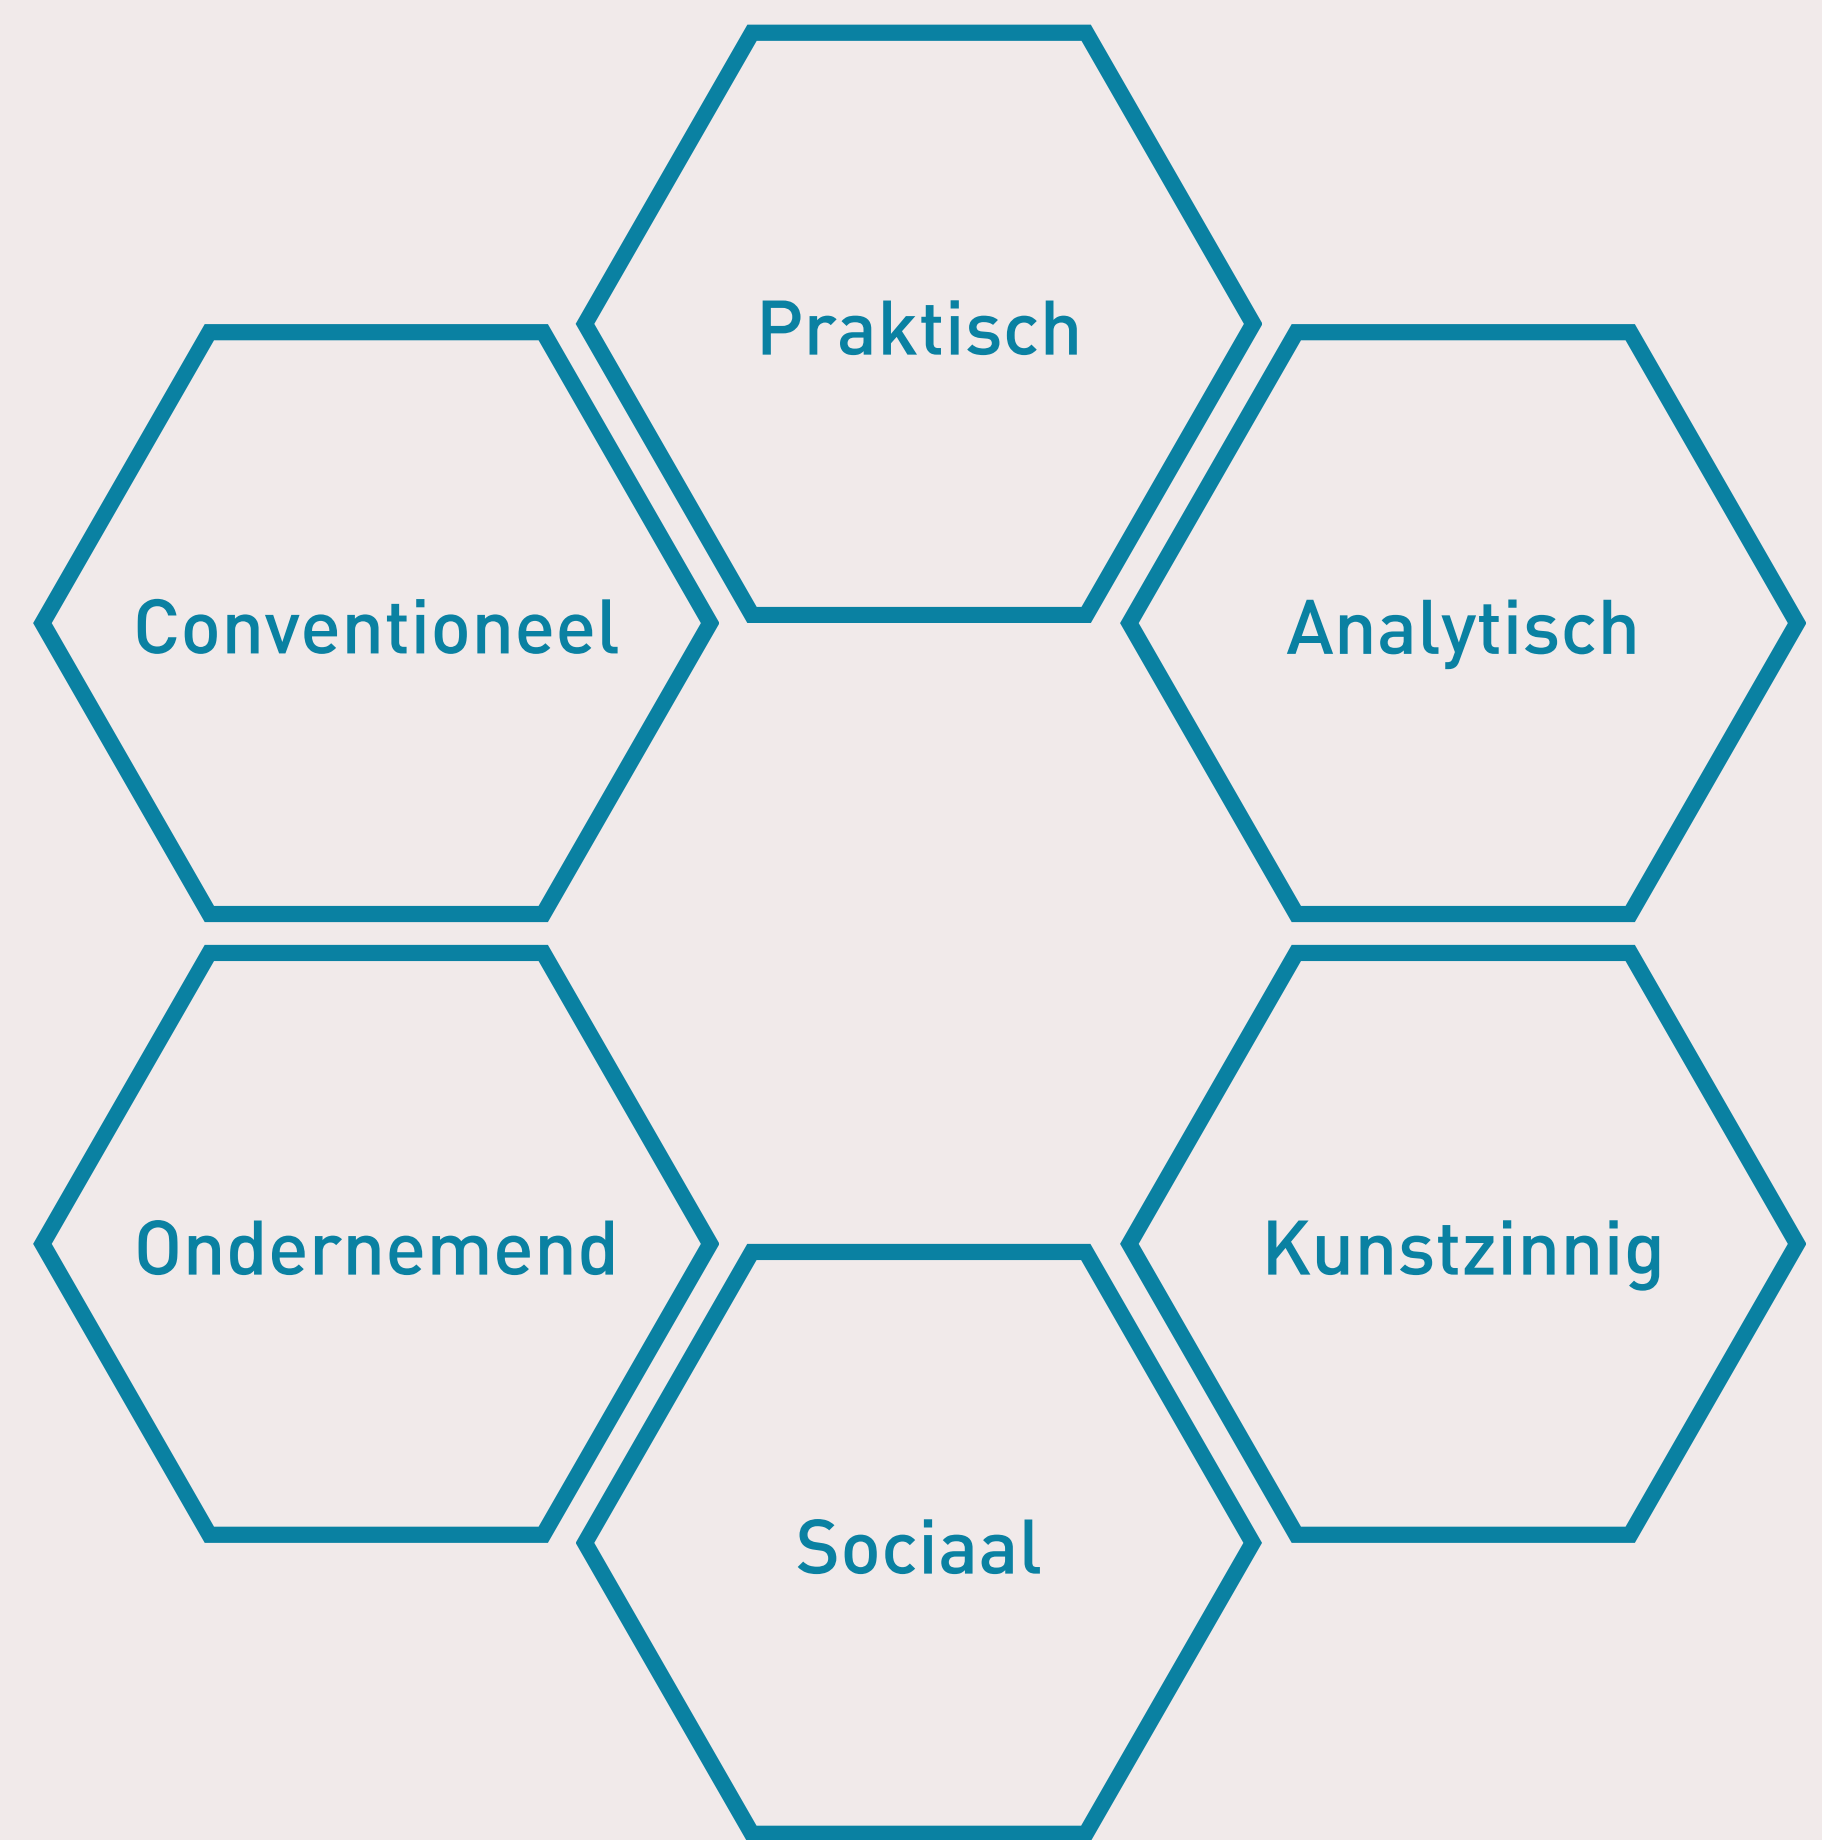 Praktisch
Conventioneel
Analytisch
Ondernemend
Kunstzinnig
Sociaal